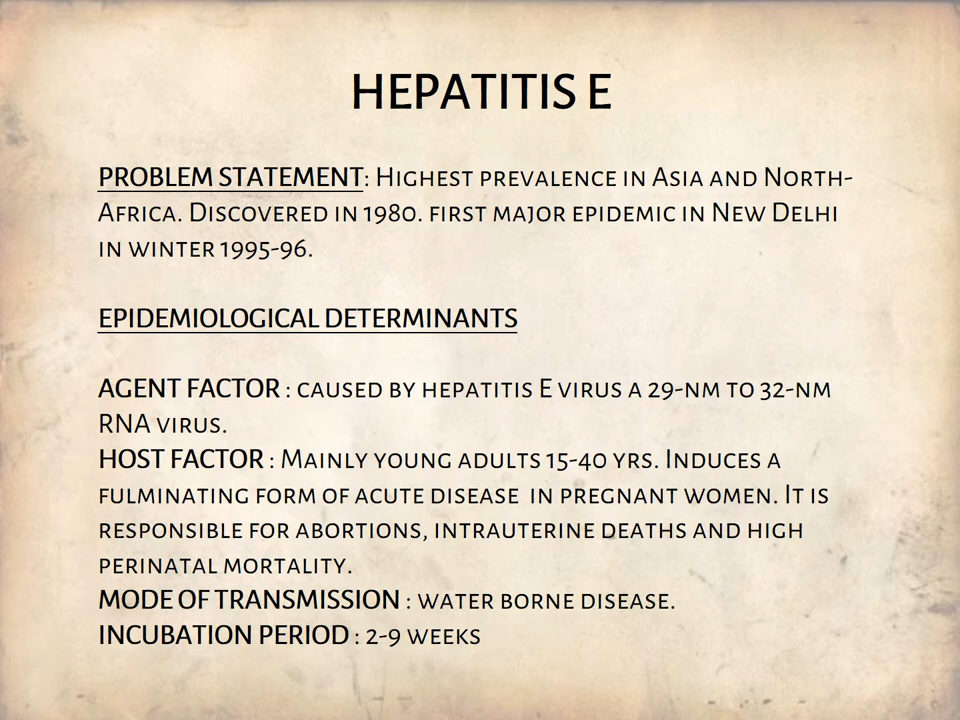 HEPATITIS E
PROBLEM STATEMENT: Highest prevalence in Asia and North-
Africa. Discovered in 1980. first major epidemic in New Delhi
in winter 1995-96.
EPIDEMIOLOGICAL DETERMINANTS
AGENT FACTOR : caused by hepatitis E virus a 29-nm to 32-nm
RNA virus.
HOST FACTOR : Mainly young adults 15-40 yrs. Induces a
fulminating form of acute disease in pregnant women. It is
responsible for abortions, intrauterine deaths and high
perinatal mortality.
MODE OF TRANSMISSION : water borne disease.
INCUBATION PERIOD : 2-9 weeks